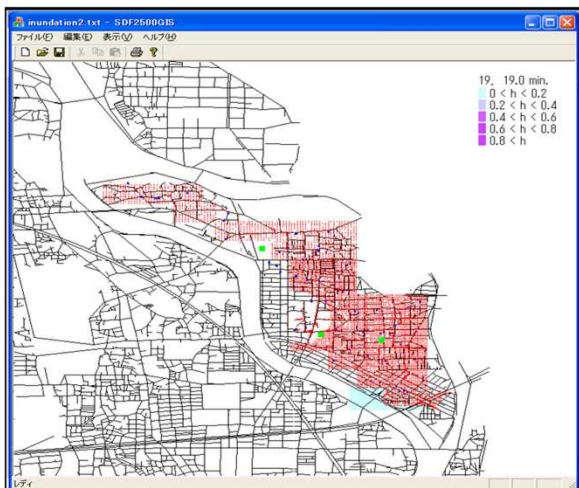 inundation2.txt - SDF2500GIS
ファイル(F) 編集(E) 表示(V) ヘルプ(H)
19, 19.0 min.
0 < h < 0.2
0.2 < h < 0.4
0.4 < h < 0.6
0.6 < h < 0.8
0.8 < h
レディ